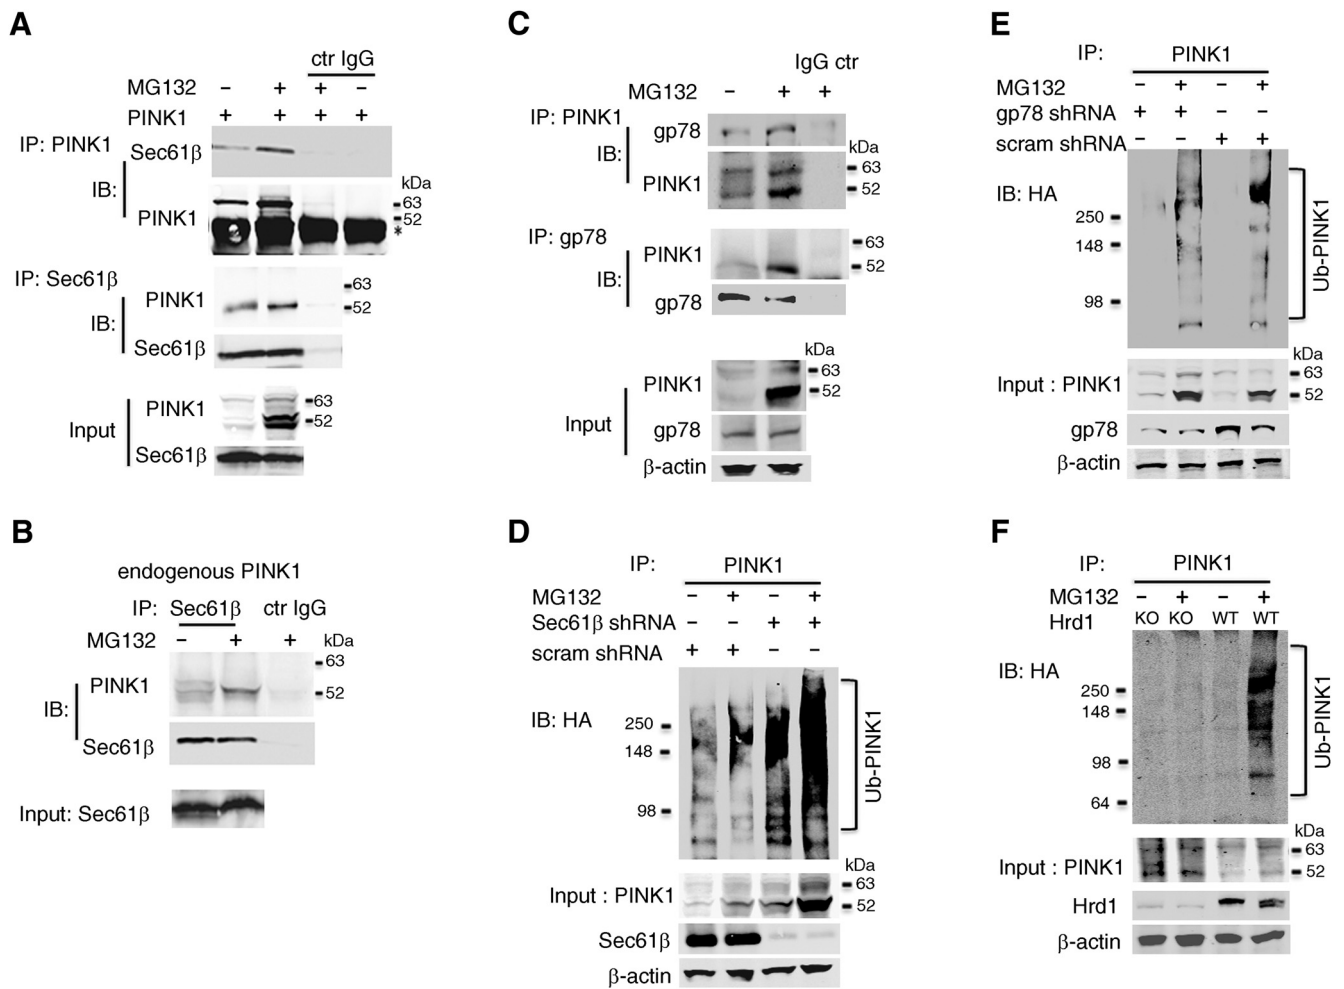 A
ctr IgG
MG132 – + + –
PINK1 + + + +
IP: PINK1
IB:
Sec61β
PINK1
kDa
63
52
*
IP: Sec61β
IB:
PINK1
63
52
Sec61β
Input
PINK1
63
52
Sec61β
B
endogenous PINK1
IP: Sec61β ctr IgG
MG132 – + +
kDa
IB:
PINK1
63
52
Sec61β
Input: Sec61β
C
IgG ctr
MG132 – + +
IP: PINK1
IB:
gp78
kDa
PINK1
63
52
IP: gp78
IB:
PINK1
63
52
gp78
kDa
Input
PINK1
63
52
gp78
β-actin
D
IP: PINK1
MG132 – + – +
Sec61β shRNA – – + +
scram shRNA + + – –
IB: HA
250
148
98
Ub-PINK1
kDa
Input : PINK1
63
52
Sec61β
β-actin
E
IP: PINK1
MG132 – + – +
gp78 shRNA + + – –
scram shRNA – – + +
IB: HA
250
148
98
Ub-PINK1
kDa
Input : PINK1
63
52
gp78
β-actin
F
IP: PINK1
MG132 – + – +
Hrd1 KO KO WT WT
IB: HA
250
148
98
64
Ub-PINK1
kDa
Input : PINK1
63
52
Hrd1
β-actin